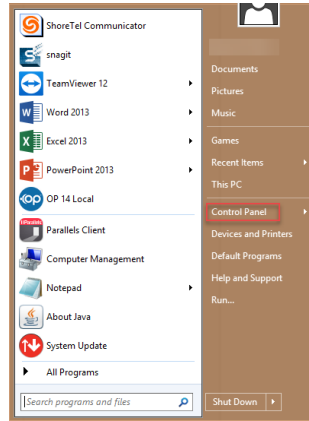 ShoreTel Communicator
snagit
TeamViewer 12
Word 2013
Excel 2013
PowerPoint 2013
OP 14 Local
Parallels Client
Computer Management
Notepad
About Java
System Update
All Programs
Search programs and files
Documents
Pictures
Music
Games
Recent Items
This PC
Control Panel
Devices and Printers
Default Programs
Help and Support
Run...
Shut Down